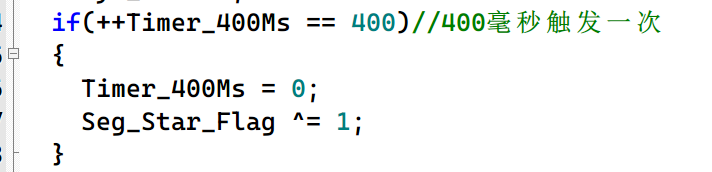 if(++Timer_400Ms == 400)//400毫秒触发一次
{
Timer_400Ms = 0;
Seg_Star_Flag ^= 1;
}